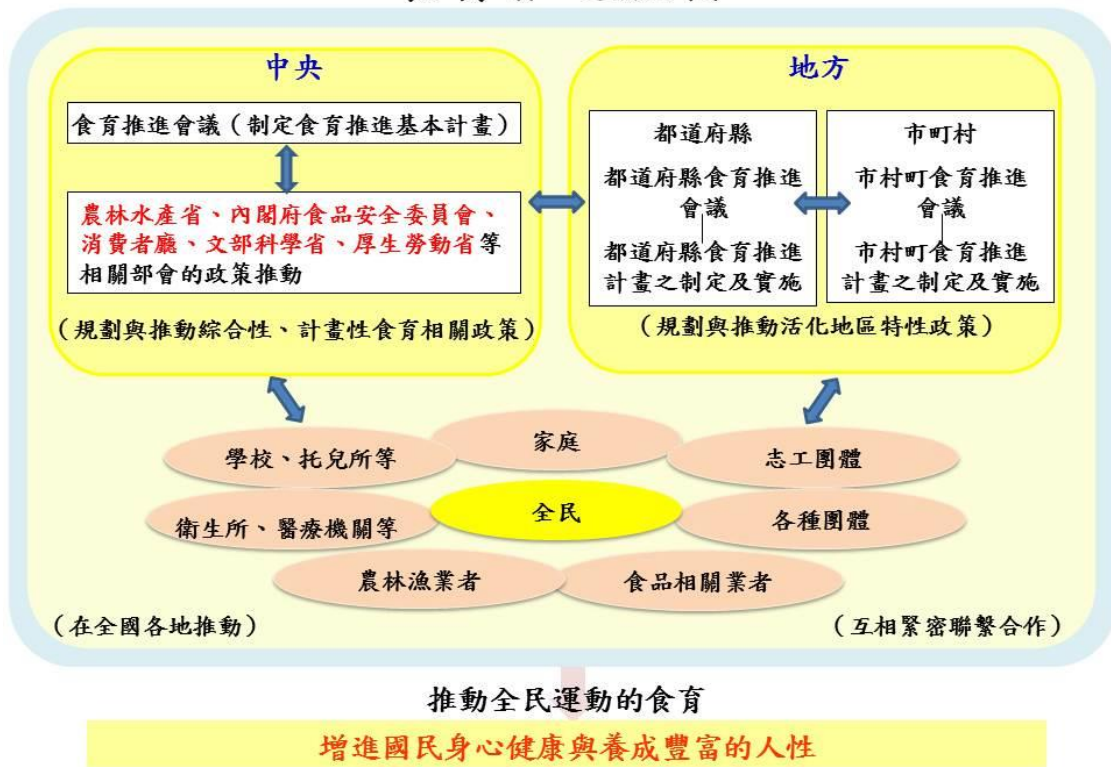 中央
食育推進會議（制定食育推進基本計畫）
農林水產省、內閣府食品安全委員會、
消費者廳、文部科學省、厚生勞動省等
相關部會的政策推動
（規劃與推動綜合性、計畫性食育相關政策）
地方
都道府縣
都道府縣食育推進
會議
都道府縣食育推進
計畫之制定及實施
市町村
市村町食育推進
會議
市村町食育推進
計畫之制定及實施
（規劃與推動活化地區特性政策）
學校、托兒所等
家庭
志工團體
衛生所、醫療機關等
全民
各種團體
農林漁業者
食品相關業者
（在全國各地推動）
（互相緊密聯繫合作）
推動全民運動的食育
增進國民身心健康與養成豐富的人性